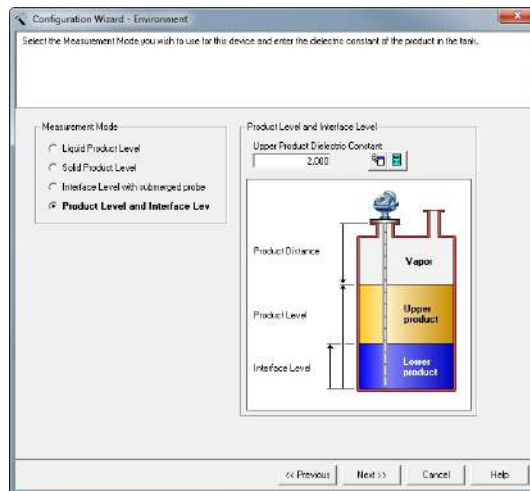 Configuration Wizard - Environment
Select the Measurement Mode you wish to use for this device and enter the dielectric constant of the product in the tank.
Measurement Mode
Liquid Product Level
Solid Product Level
Interface Level with submerged probe
Product Level and Interface Lev
Product Level and Interface Level
Upper Product Dielectric Constant
2,000
Product Distance
Vapor
Product Level
Upper
product
Interface Level
Lower
product
<< Previous
Next >>
Cancel
Help